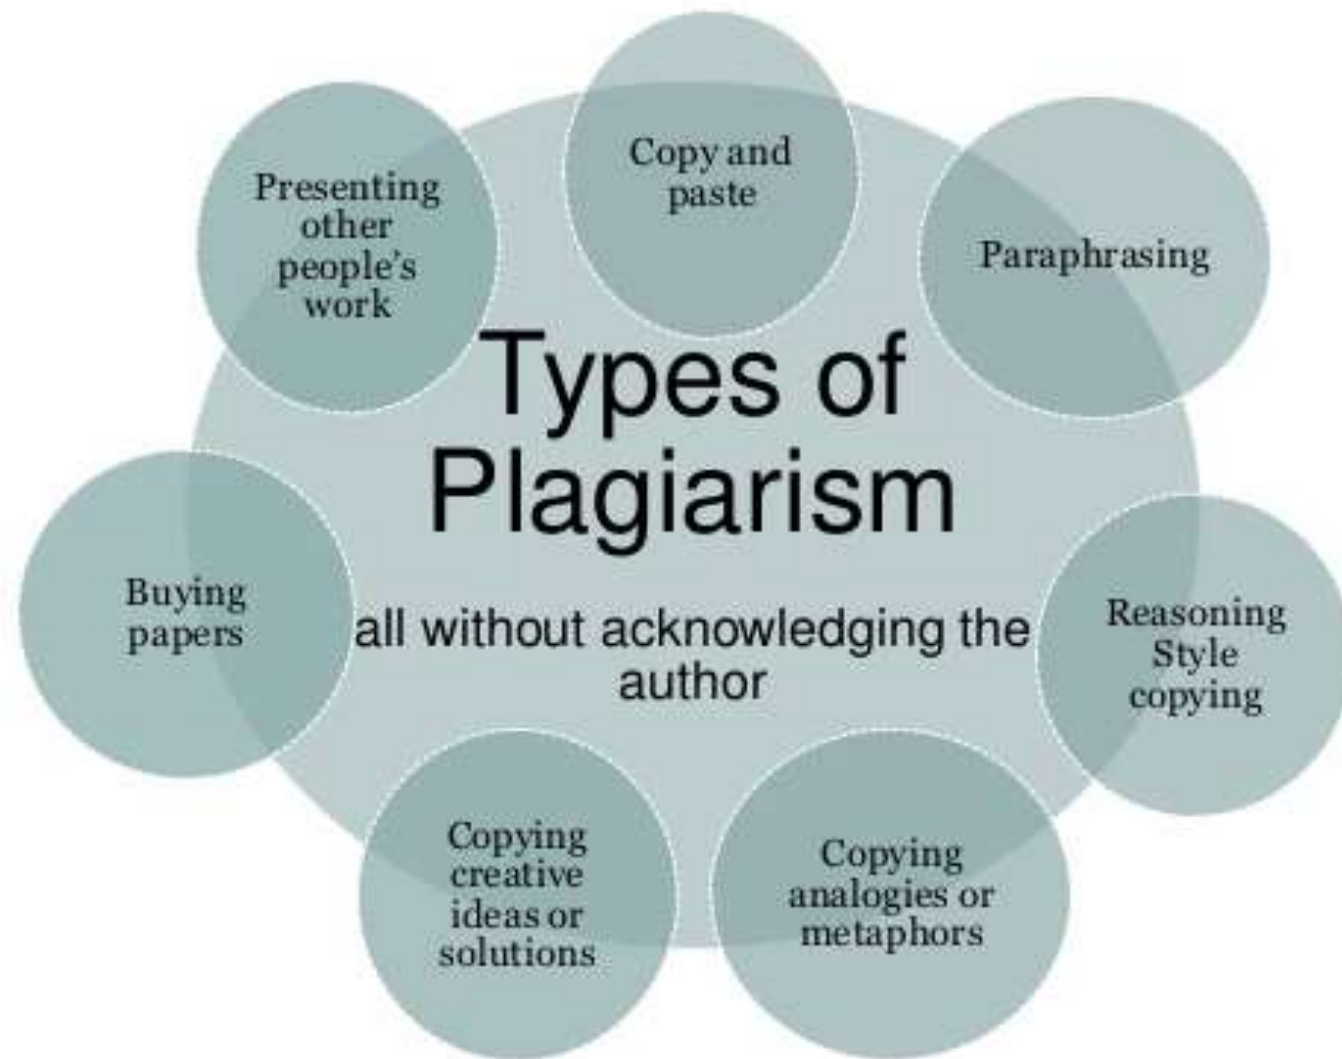 Copy and
paste
Paraphrasing
Reasoning
Style
copying
Copying
analogies or
metaphors
Copying
creative
ideas or
solutions
Buying
papers
Presenting
other
people's
work
Types of
Plagiarism
all without acknowledging the
author